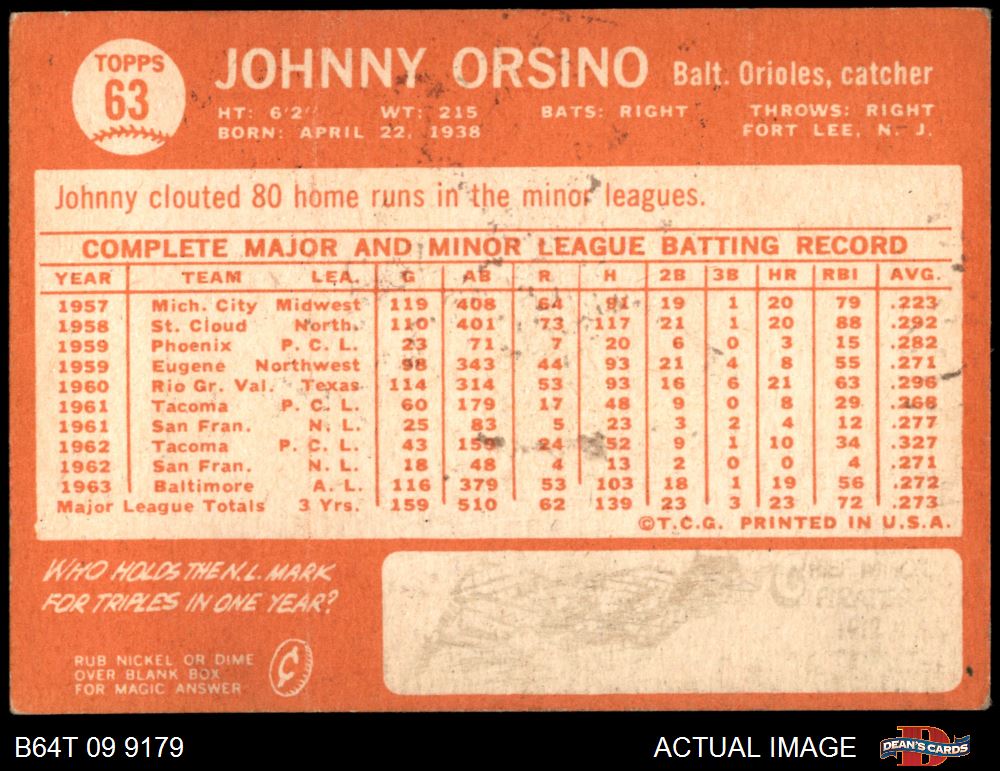 TOPPS
63
JOHNNY ORSINO Balt. Orioles, catcher
HT: 6'2" WT: 215 BATS: RIGHT THROWS: RIGHT
BORN: APRIL 22, 1938 FORT LEE, N. J.
Johnny clouted 80 home runs in the minor leagues.
COMPLETE MAJOR AND MINOR LEAGUE BATTING RECORD
YEAR TEAM LEA. G AB R H 2B 3B HR RBI AVG.
1957 Mich. City Midwest 119 408 64 91 19 1 20 79 .223
1958 St. Cloud North. 110 401 73 117 21 1 20 88 .292
1959 Phoenix P. C. L. 23 71 7 20 6 0 3 15 .282
1959 Eugene Northwest 98 343 44 93 21 4 8 55 .271
1960 Rio Gr. Val. Texas 114 314 53 93 16 6 21 63 .296
1961 Tacoma P. C. L. 60 179 17 48 9 0 8 29 .268
1961 San Fran. N. L. 25 83 5 23 3 2 4 12 .277
1962 Tacoma P. C. L. 43 159 24 52 9 1 10 34 .327
1962 San Fran. N. L. 18 48 4 13 2 0 0 4 .271
1963 Baltimore A. L. 116 379 53 103 18 1 19 56 .272
Major League Totals 3 Yrs. 159 510 62 139 23 3 23 72 .273
©T.C.G. PRINTED IN U.S.A.
WHO HOLDS THE N.L. MARK
FOR TRIPLES IN ONE YEAR?
RUB NICKEL OR DIME
OVER BLANK BOX
FOR MAGIC ANSWER
B64T 09 9179 ACTUAL IMAGE DEAN'S CARDS